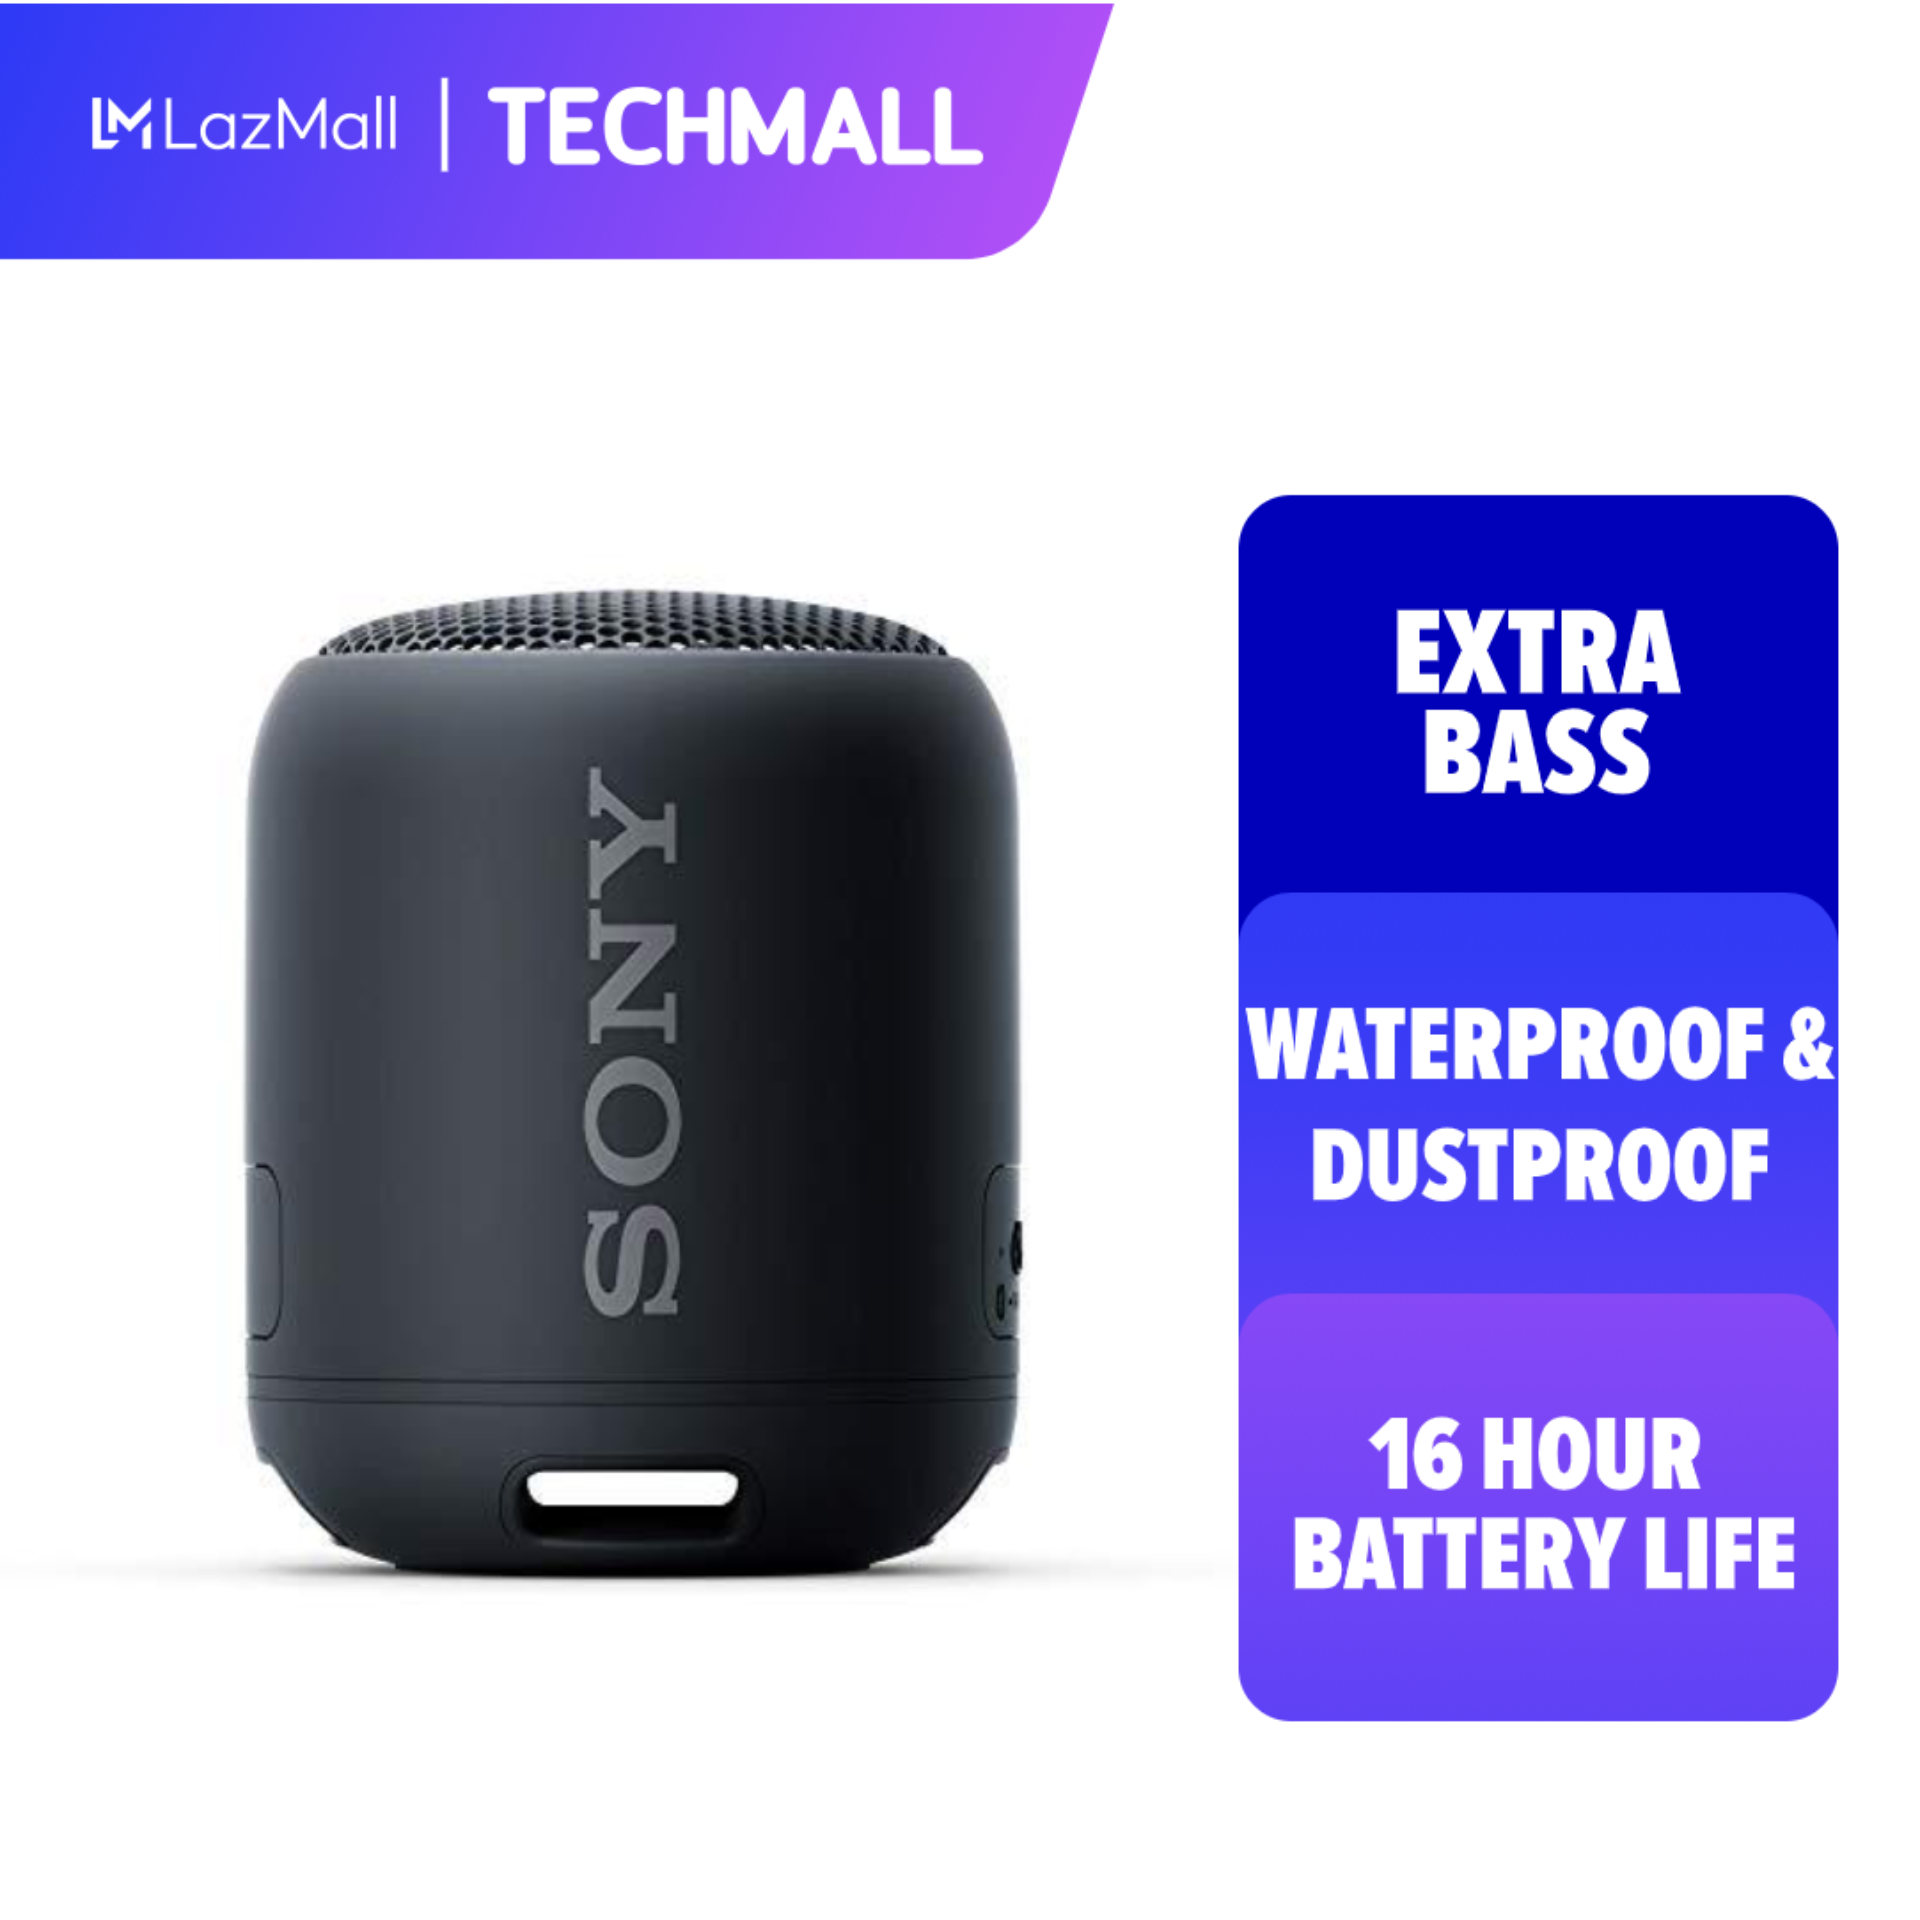 LazMall | TECHMALL
SONY
EXTRA
BASS
WATERPROOF &
DUSTPROOF
16 HOUR
BATTERY LIFE